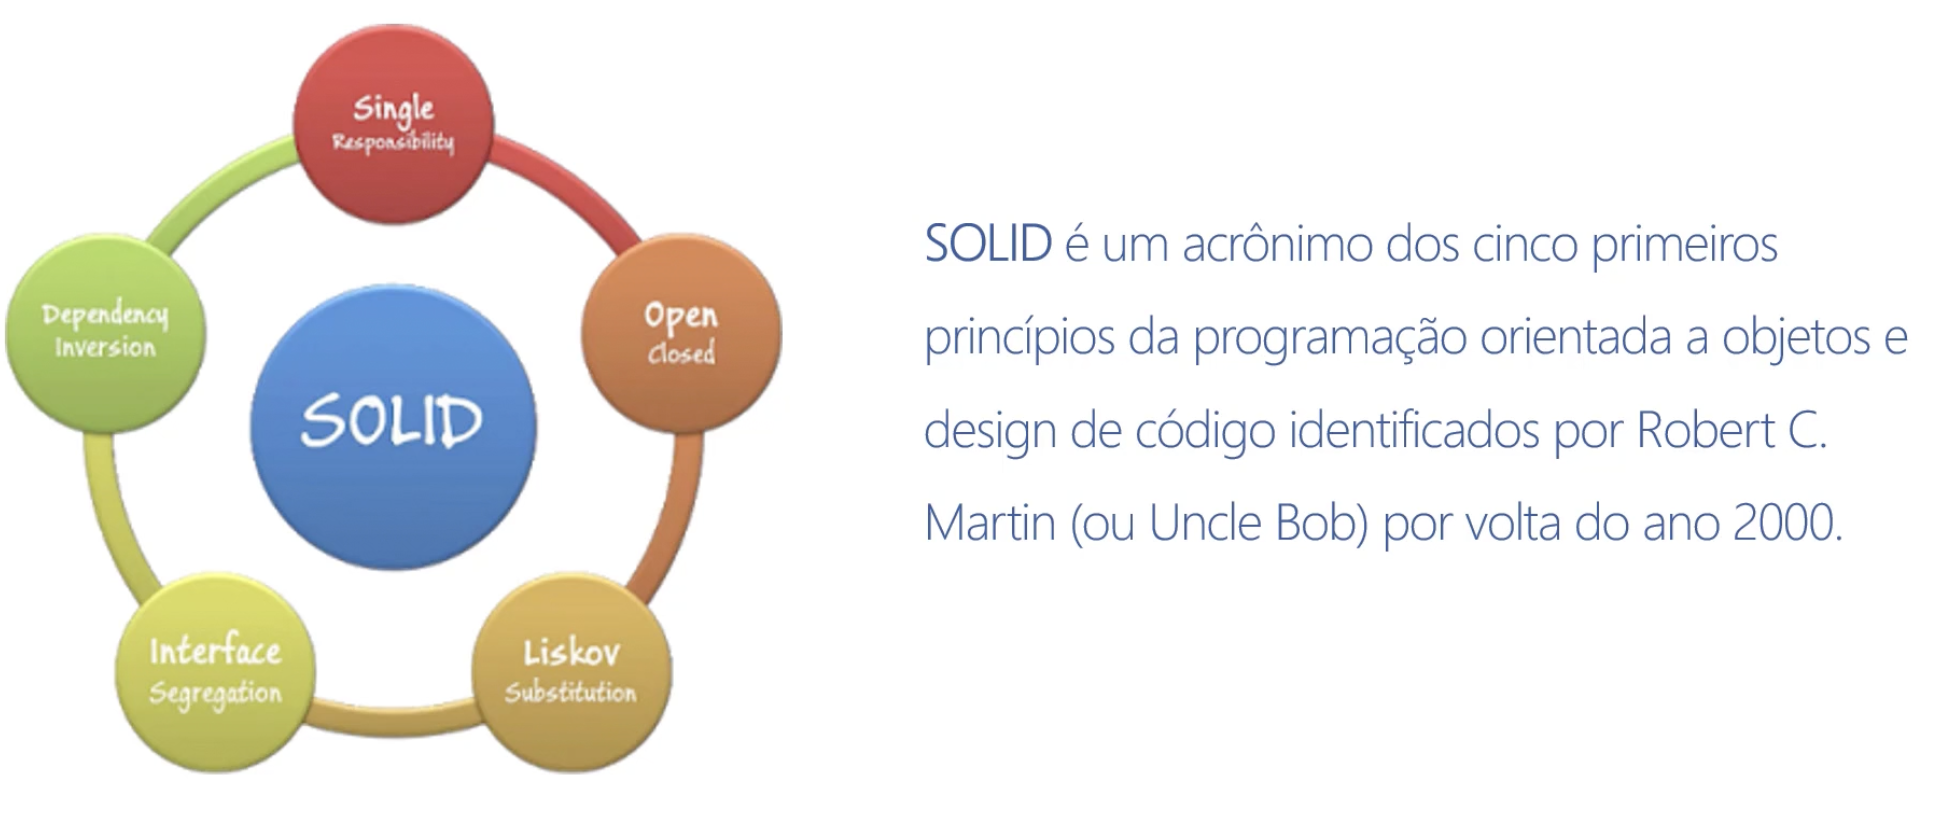 Single
Responsibility
Dependency
Inversion
Open
Closed
SOLID
Interface
Segregation
Liskov
Substitution
SOLID é um acrônimo dos cinco primeiros
princípios da programação orientada a objetos e
design de código identificados por Robert C.
Martin (ou Uncle Bob) por volta do ano 2000.